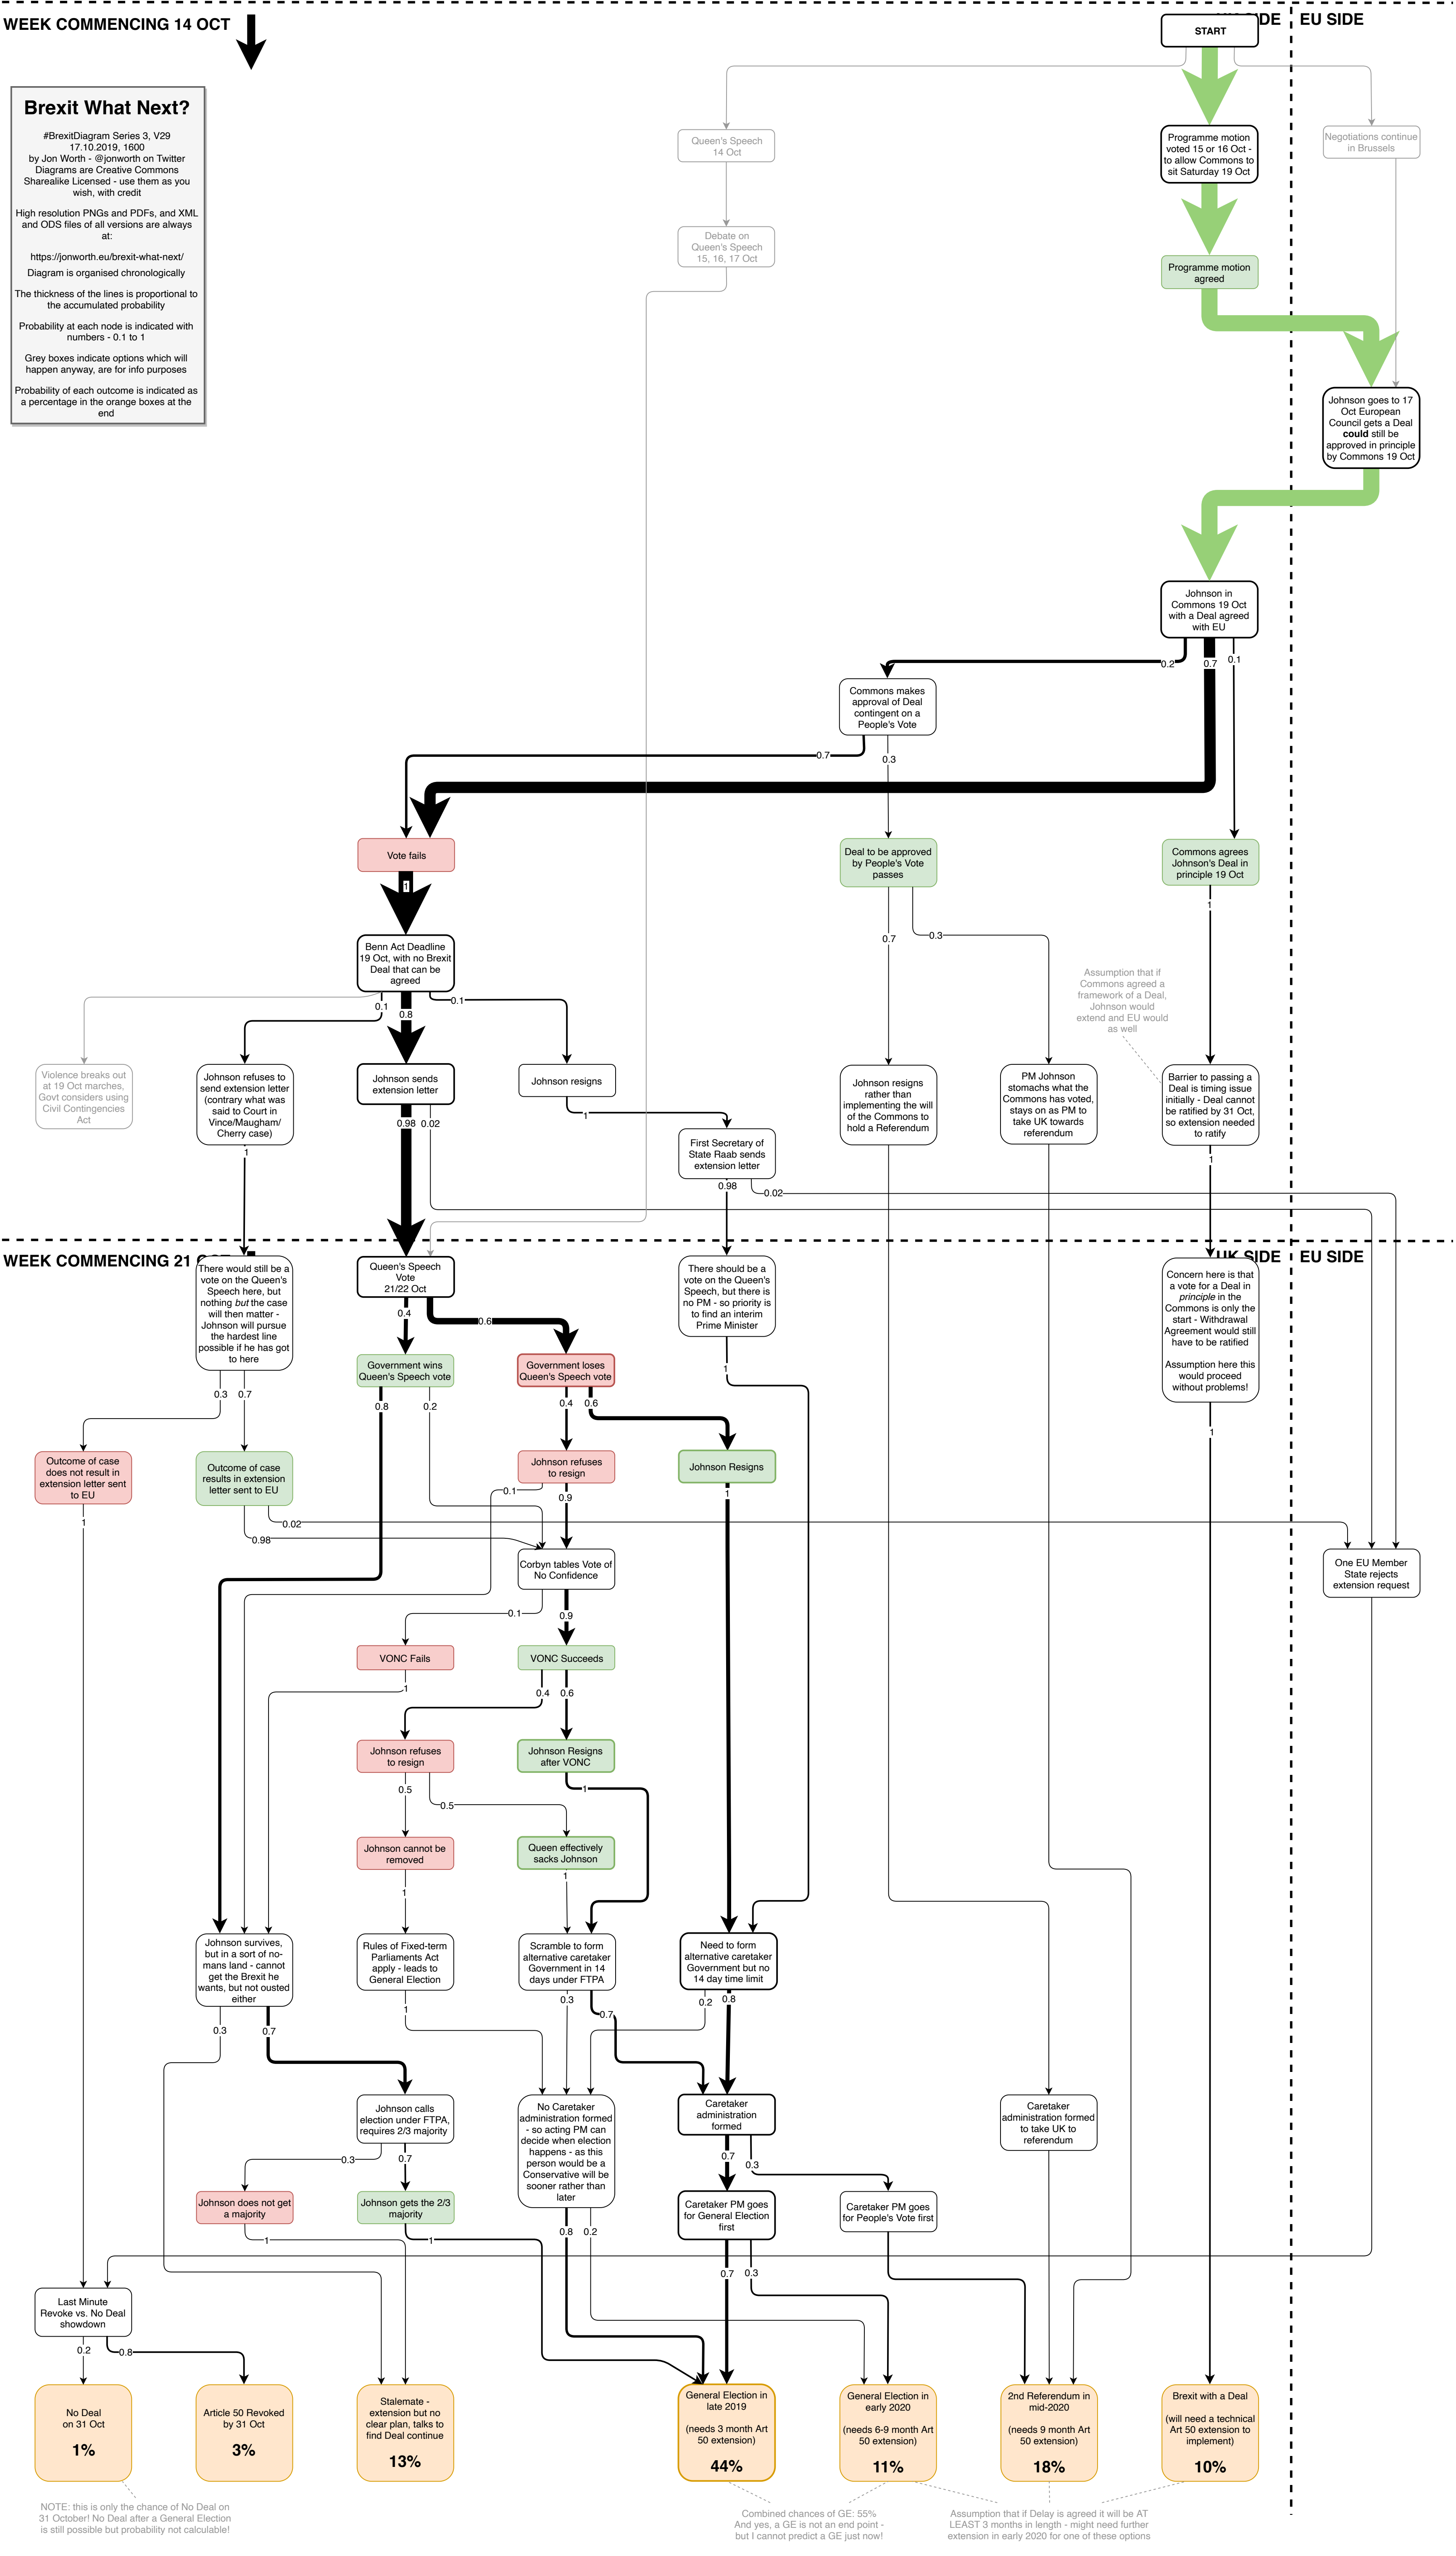 WEEK COMMENCING 14 OCT
START
DE
EU SIDE
Brexit What Next?
#BrexitDiagram Series 3, V29
17.10.2019, 1600
by Jon Worth - @jonworth on Twitter
Diagrams are Creative Commons
Sharealike Licensed - use them as you
wish, with credit
High resolution PNGs and PDFs, and XML
and ODS files of all versions are always
at:
https://jonworth.eu/brexit-what-next/
Diagram is organised chronologically
The thickness of the lines is proportional to
the accumulated probability
Probability at each node is indicated with
numbers - 0.1 to 1
Grey boxes indicate options which will
happen anyway, are for info purposes
Probability of each outcome is indicated as
a percentage in the orange boxes at the
end
Queen's Speech
14 Oct
Programme motion
voted 15 or 16 Oct -
to allow Commons to
sit Saturday 19 Oct
Negotiations continue
in Brussels
Debate on
Queen's Speech
15, 16, 17 Oct
Programme motion
agreed
Johnson goes to 17
Oct European
Council gets a Deal
could still be
approved in principle
by Commons 19 Oct
Johnson in
Commons 19 Oct
with a Deal agreed
with EU
0.2
0.7
0.1
Commons makes
approval of Deal
contingent on a
People's Vote
0.7
0.3
Vote fails
Deal to be approved
by People's Vote
passes
Commons agrees
Johnson's Deal in
principle 19 Oct
1
1
0.7
0.3
Benn Act Deadline
19 Oct, with no Brexit
Deal that can be
agreed
0.1
0.8
0.1
Assumption that if
Commons agreed a
framework of a Deal,
Johnson would
extend and EU would
as well
Violence breaks out
at 19 Oct marches,
Govt considers using
Civil Contingencies
Act
Johnson refuses to
send extension letter
(contrary what was
said to Court in
Vince/Maugham/
Cherry case)
Johnson sends
extension letter
Johnson resigns
Johnson resigns
rather than
implementing the will
of the Commons to
hold a Referendum
PM Johnson
stomachs what the
Commons has voted,
stays on as PM to
take UK towards
referendum
Barrier to passing a
Deal is timing issue
initially - Deal cannot
be ratified by 31 Oct,
so extension needed
to ratify
1
0.98
0.02
1
First Secretary of
State Raab sends
extension letter
0.98
0.02
1
WEEK COMMENCING 21
UK SIDE
EU SIDE
There would still be a
vote on the Queen's
Speech here, but
nothing but the case
will then matter -
Johnson will pursue
the hardest line
possible if he has got
to here
Queen's Speech
Vote
21/22 Oct
There should be a
vote on the Queen's
Speech, but there
is no PM - so priority is
to find an interim
Prime Minister
Concern here is that
a vote for a Deal in
principle in the
Commons is only the
start - Withdrawal
Agreement would still
have to be ratified
Assumption here this
would proceed
without problems!
0.4
0.6
Government wins
Queen's Speech vote
Government loses
Queen's Speech vote
1
0.3
0.7
0.8
0.2
0.4
0.6
1
Outcome of case
does not result in
extension letter sent
to EU
Outcome of case
results in extension
letter sent to EU
Johnson refuses
to resign
Johnson Resigns
0.1
0.9
1
1
0.02
0.98
Corbyn tables Vote of
No Confidence
One EU Member
State rejects
extension request
0.1
0.9
VONC Fails
VONC Succeeds
1
0.4
0.6
Johnson refuses
to resign
Johnson Resigns
after VONC
0.5
0.5
1
Johnson cannot be
removed
Queen effectively
sacks Johnson
1
1
Johnson survives,
but in a sort of no-
mans land - cannot
get the Brexit he
wants, but not ousted
either
Rules of Fixed-term
Parliaments Act
apply - leads to
General Election
Scramble to form
alternative caretaker
Government in 14
days under FTPA
Need to form
alternative caretaker
Government but no
14 day time limit
0.3
0.7
1
0.3
0.7
0.2
0.8
Johnson calls
election under FTPA,
requires 2/3 majority
No Caretaker
administration formed
- so acting PM can
decide when election
happens - as this
person would be a
Conservative will be
sooner rather than
later
Caretaker
administration
formed
Caretaker
administration formed
to take UK to
referendum
0.3
0.7
0.7
0.3
Johnson does not get
a majority
Johnson gets the 2/3
majority
Caretaker PM goes
for General Election
first
Caretaker PM goes
for People's Vote first
1
1
0.8
0.2
0.7
0.3
Last Minute
Revoke vs. No Deal
showdown
0.2
0.8
No Deal
on 31 Oct
1%
Article 50 Revoked
by 31 Oct
3%
Stalemate -
extension but no
clear plan, talks to
find Deal continue
13%
General Election in
late 2019
(needs 3 month Art
50 extension)
44%
General Election in
early 2020
(needs 6-9 month Art
50 extension)
11%
2nd Referendum in
mid-2020
(needs 9 month Art
50 extension)
18%
Brexit with a Deal
(will need a technical
Art 50 extension to
implement)
10%
NOTE: this is only the chance of No Deal on
31 October! No Deal after a General Election
is still possible but probability not calculable!
Combined chances of GE: 55%
And yes, a GE is not an end point -
but I cannot predict a GE just now!
Assumption that if Delay is agreed it will be AT
LEAST 3 months in length - might need further
extension in early 2020 for one of these options